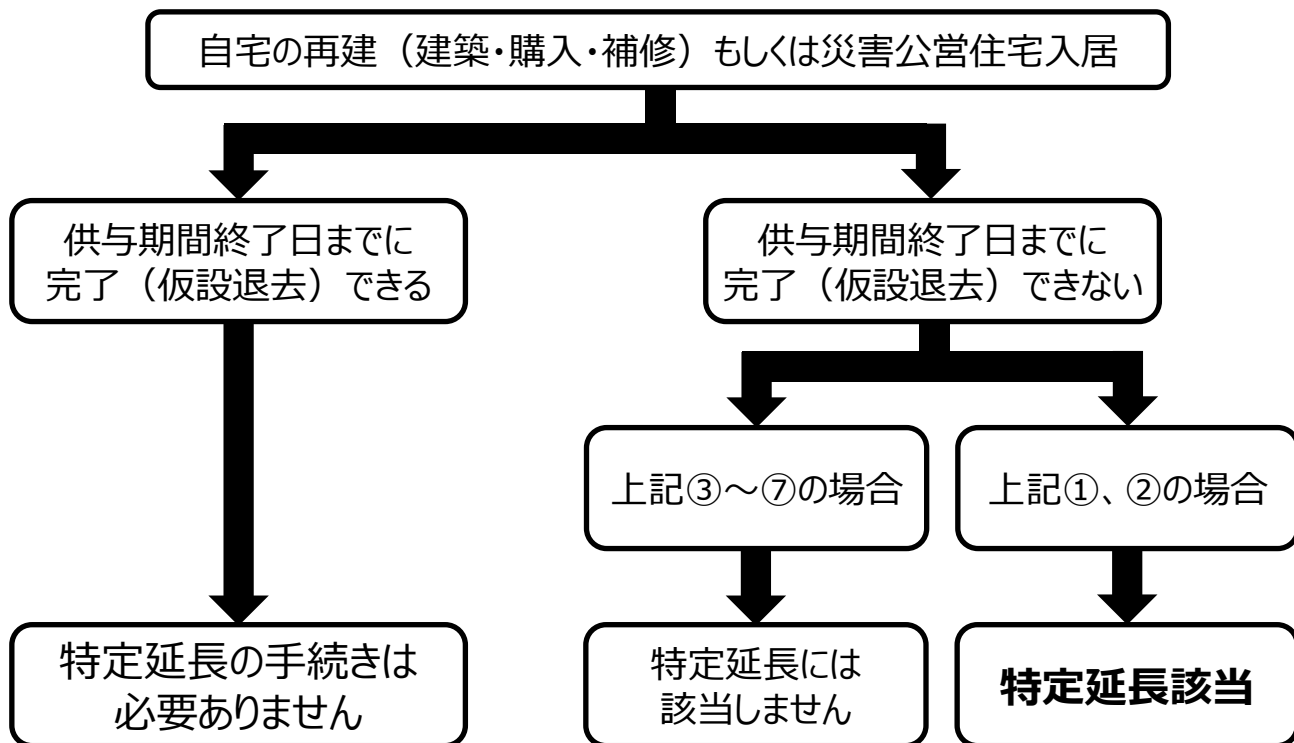 自宅の再建（建築・購入・補修）もしくは災害公営住宅入居
供与期間終了日までに
完了（仮設退去）できる
供与期間終了日までに
完了（仮設退去）できない
上記③～⑦の場合
上記①、②の場合
特定延長の手続きは
必要ありません
特定延長には
該当しません
特定延長該当